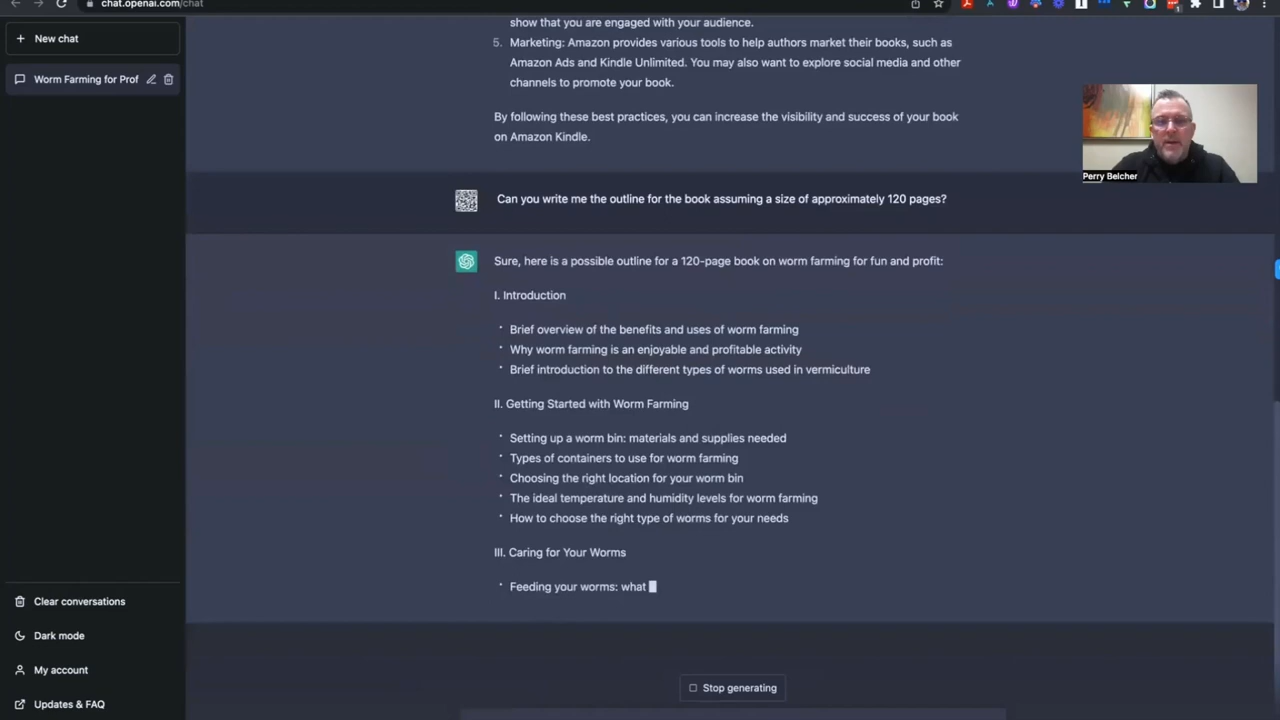 chat.openai.com/chat
New chat
Worm Farming for Prof
show that you are engaged with your audience.
5. Marketing: Amazon provides various tools to help authors market their books, such as
Amazon Ads and Kindle Unlimited. You may also want to explore social media and other
channels to promote your book.
By following these best practices, you can increase the visibility and success of your book
on Amazon Kindle.
Perry Belcher
Can you write me the outline for the book assuming a size of approximately 120 pages?
Sure, here is a possible outline for a 120-page book on worm farming for fun and profit:
I. Introduction
• Brief overview of the benefits and uses of worm farming
• Why worm farming is an enjoyable and profitable activity
• Brief introduction to the different types of worms used in vermiculture
II. Getting Started with Worm Farming
• Setting up a worm bin: materials and supplies needed
• Types of containers to use for worm farming
• Choosing the right location for your worm bin
• The ideal temperature and humidity levels for worm farming
• How to choose the right type of worms for your needs
III. Caring for Your Worms
• Feeding your worms: what
Clear conversations
Dark mode
My account
Updates & FAQ
Stop generating